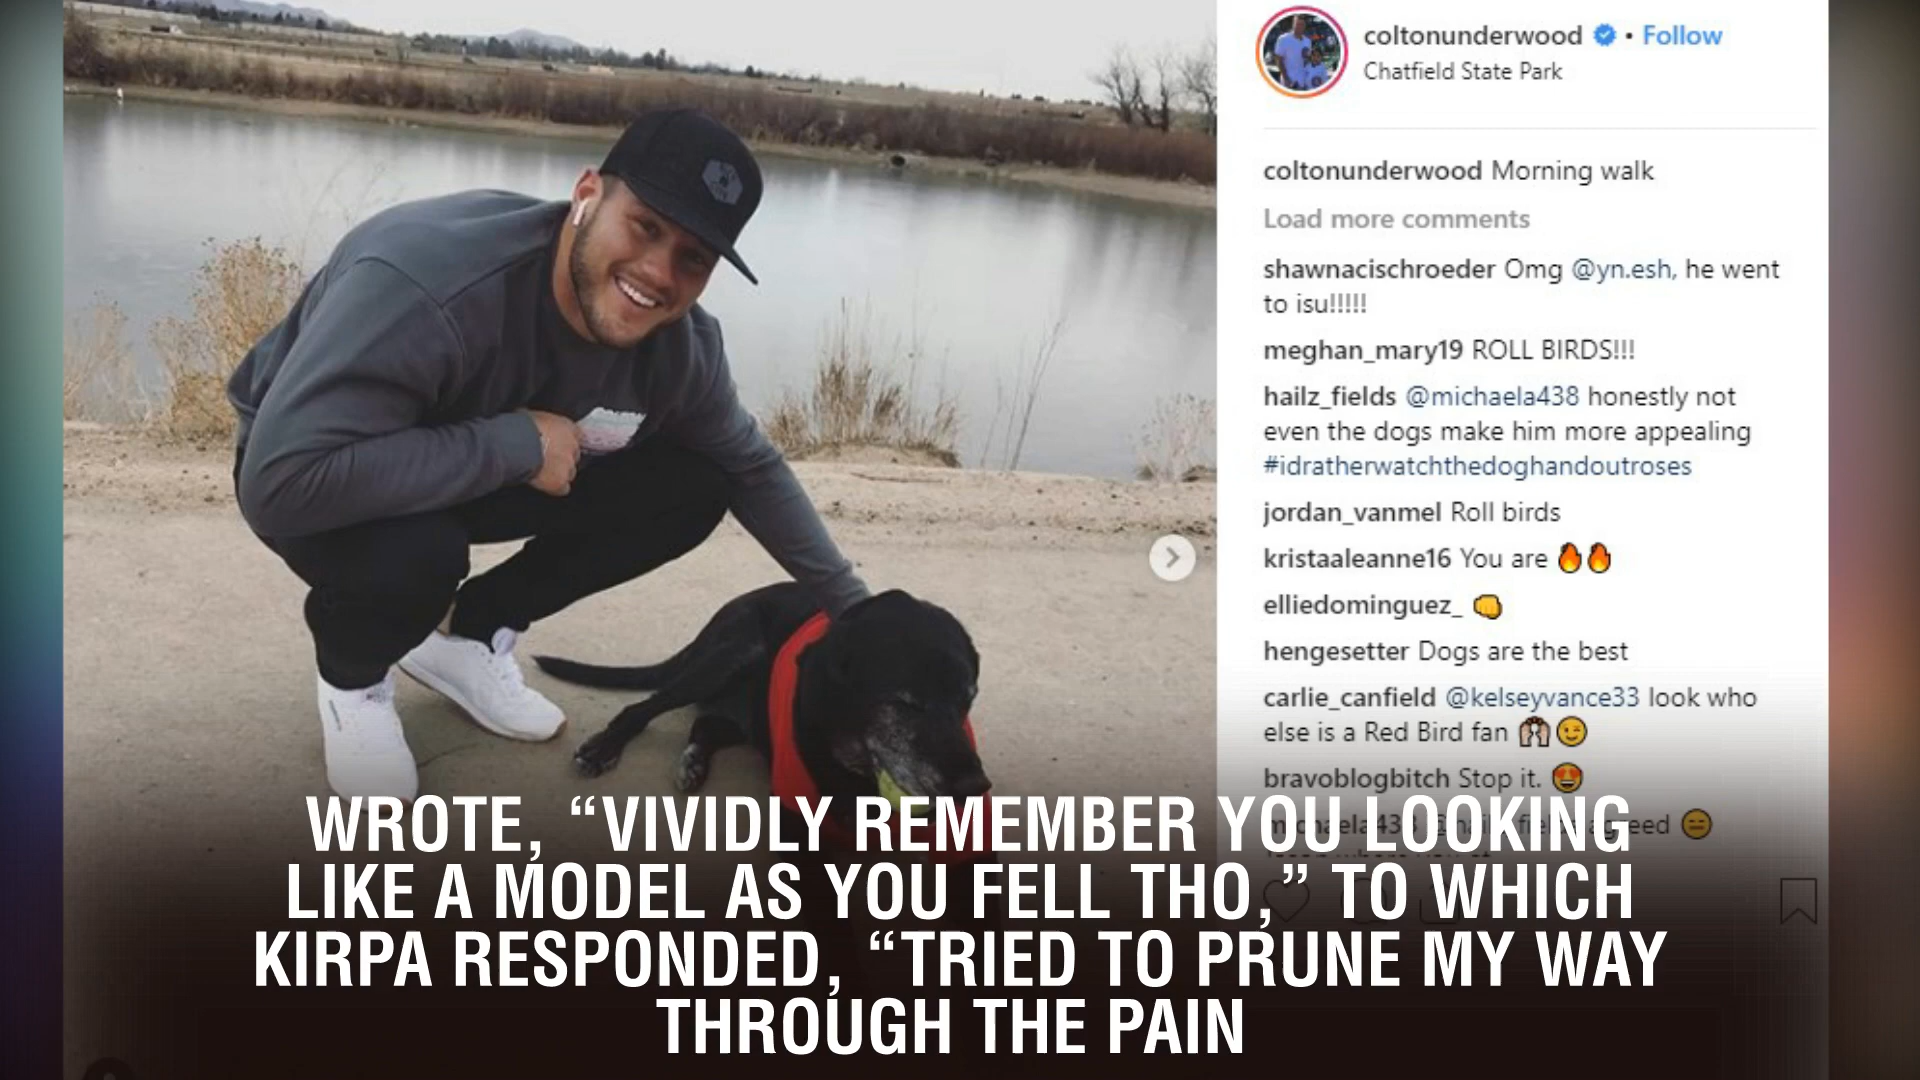 coltonunderwood • Follow
Chatfield State Park
coltonunderwood Morning walk
Load more comments
shawnacischroeder Omg @yn.esh, he went
to isu!!!!!
meghan_mary19 ROLL BIRDS!!!
hailz_fields @michaela438 honestly not
even the dogs make him more appealing
#idratherwatchthedoghandoutroses
jordan_vanmel Roll birds
kristaaleanne16 You are 🔥🔥
elliedominguez_ 👊
hengesetter Dogs are the best
carlie_canfield @kelseyvance33 look who
else is a Red Bird fan 🙌😉
bravoblogbitch Stop it. 😍
michaela438 @hailz_fields agreed 😑
WROTE, “VIVIDLY REMEMBER YOU LOOKING
LIKE A MODEL AS YOU FELL THO,” TO WHICH
KIRPA RESPONDED, “TRIED TO PRUNE MY WAY
THROUGH THE PAIN